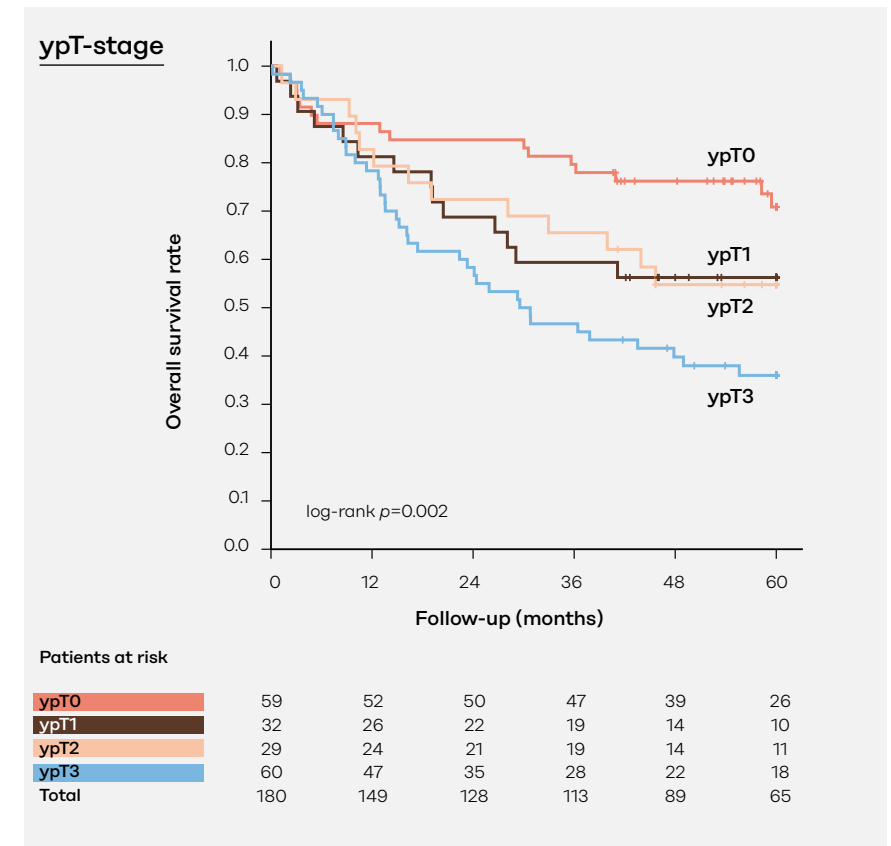 ypT-stage
1.0
0.9
0.8
0.7
0.6
0.5
0.4
0.3
0.2
0.1
0.0
Overall survival rate
ypT0
ypT1
ypT2
ypT3
log-rank p=0.002
0 12 24 36 48 60
Follow-up (months)
Patients at risk
ypT0 59 52 50 47 39 26
ypT1 32 26 22 19 14 10
ypT2 29 24 21 19 14 11
ypT3 60 47 35 28 22 18
Total 180 149 128 113 89 65